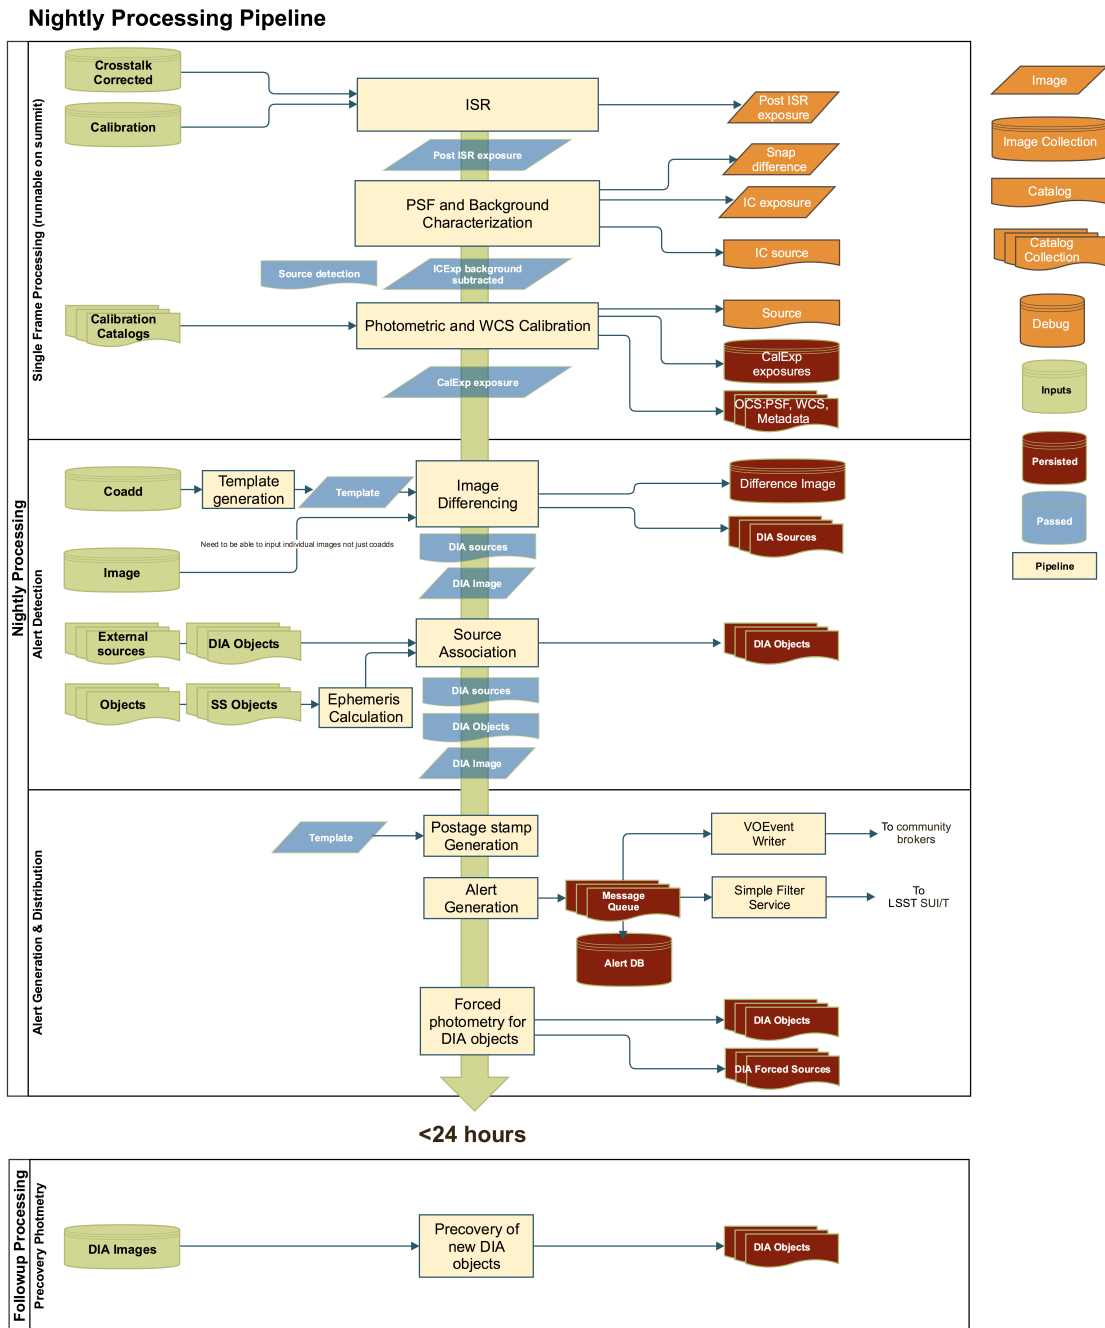 Nightly Processing Pipeline
Nightly Processing
Single Frame Processing (runnable on summit)
Crosstalk
Corrected
Calibration
ISR
Post ISR
exposure
Post ISR exposure
Snap
difference
PSF and Background
Characterization
IC exposure
IC source
Source detection
ICExp background
subtracted
Calibration
Catalogs
Photometric and WCS Calibration
Source
CalExp
exposures
CalExp exposure
OCS:PSF, WCS,
Metadata
Image
Image Collection
Catalog
Catalog
Collection
Debug
Inputs
Persisted
Passed
Pipeline
Alert Detection
Coadd
Template
generation
Template
Image
Differencing
Difference Image
Need to be able to input individual images not just coadds
DIA sources
DIA Sources
Image
DIA Image
External
sources
DIA Objects
Source
Association
DIA Objects
Objects
SS Objects
Ephemeris
Calculation
DIA sources
DIA Objects
DIA Image
Alert Generation & Distribution
Template
Postage stamp
Generation
VOEvent
Writer
To community
brokers
Alert
Generation
Message
Queue
Simple Filter
Service
To
LSST SUI/T
Alert DB
Forced
photometry for
DIA objects
DIA Objects
DIA Forced Sources
<24 hours
Followup Processing
Precovery Photmetry
DIA Images
Precovery of
new DIA
objects
DIA Objects